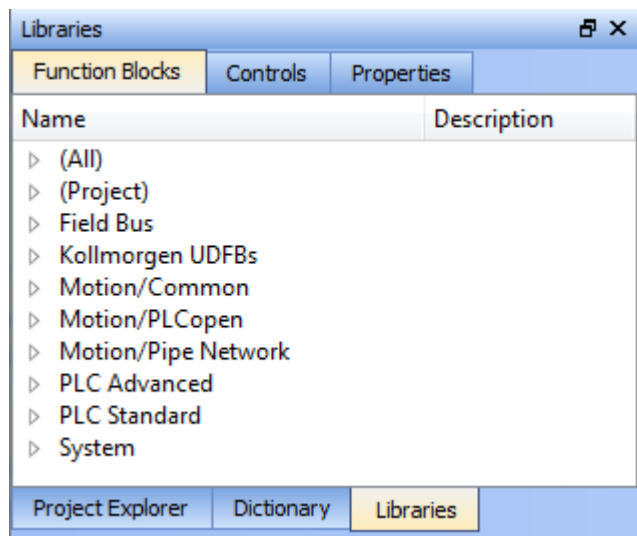 Libraries
Function Blocks Controls Properties
Name Description
(All)
(Project)
Field Bus
Kollmorgen UDFBs
Motion/Common
Motion/PLCopen
Motion/Pipe Network
PLC Advanced
PLC Standard
System
Project Explorer Dictionary Libraries